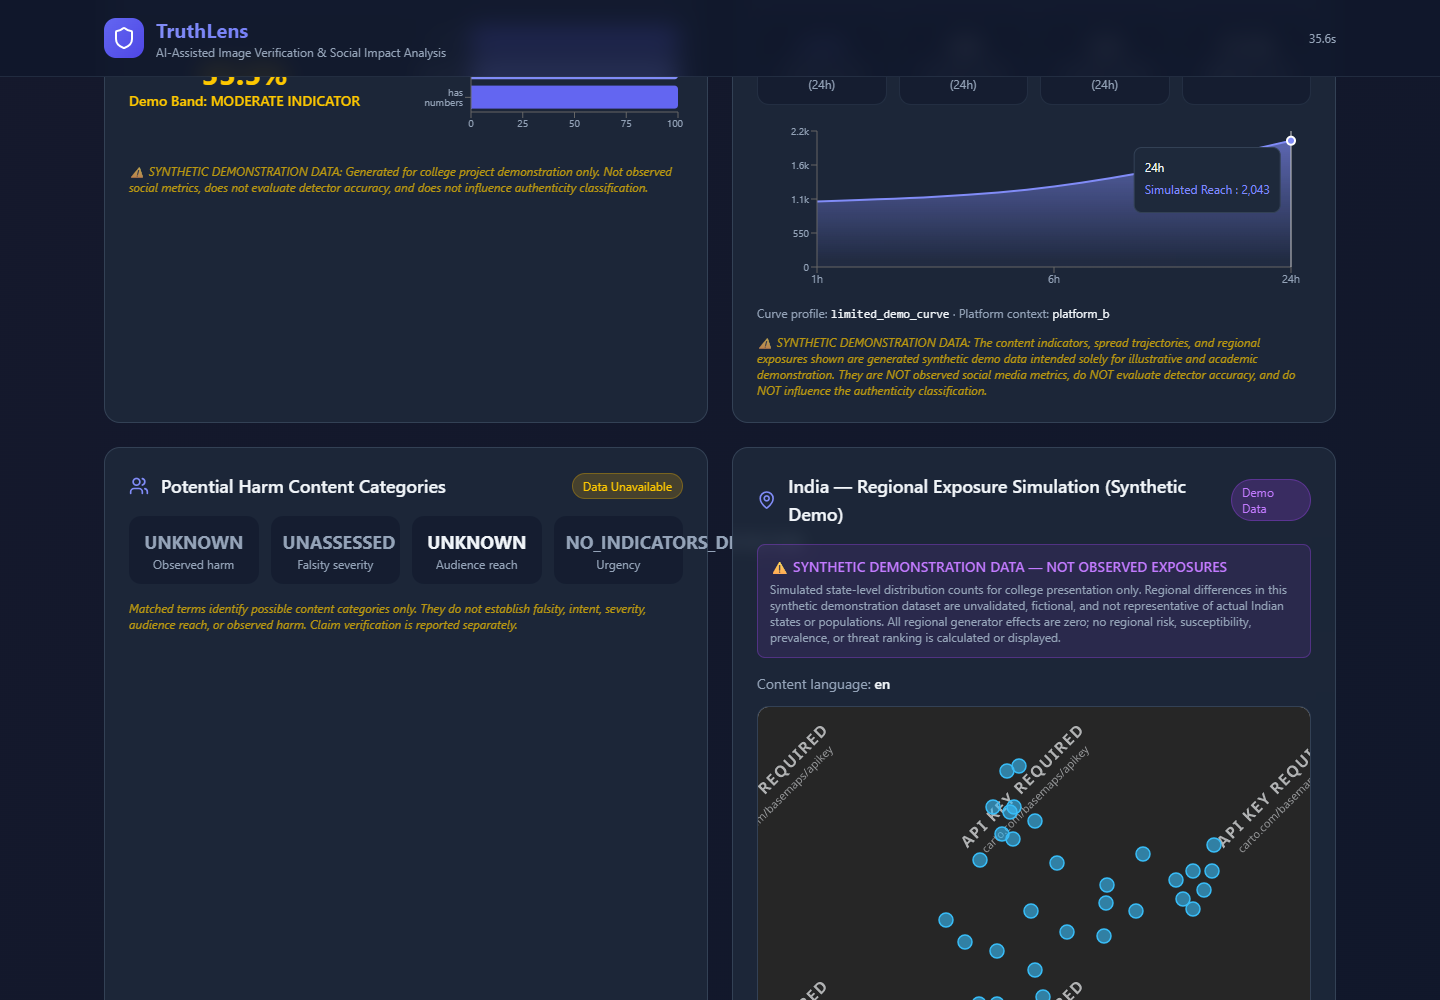 TruthLens
AI-Assisted Image Verification & Social Impact Analysis
35.6s
Demo Band: MODERATE INDICATOR
has
numbers
0
25
50
75
100
⚠ SYNTHETIC DEMONSTRATION DATA: Generated for college project demonstration only. Not observed
social metrics, does not evaluate detector accuracy, and does not influence authenticity classification.
(24h)
(24h)
(24h)
2.2k
1.6k
1.1k
550
0
1h
6h
24h
24h
Simulated Reach : 2,043
Curve profile: limited_demo_curve · Platform context: platform_b
⚠ SYNTHETIC DEMONSTRATION DATA: The content indicators, spread trajectories, and regional
exposures shown are generated synthetic demo data intended solely for illustrative and academic
demonstration. They are NOT observed social media metrics, do NOT evaluate detector accuracy, and do
NOT influence the authenticity classification.
Potential Harm Content Categories
Data Unavailable
UNKNOWN
Observed harm
UNASSESSED
Falsity severity
UNKNOWN
Audience reach
Urgency
Matched terms identify possible content categories only. They do not establish falsity, intent, severity,
audience reach, or observed harm. Claim verification is reported separately.
India — Regional Exposure Simulation (Synthetic
Demo)
Demo
Data
⚠ SYNTHETIC DEMONSTRATION DATA — NOT OBSERVED EXPOSURES
Simulated state-level distribution counts for college presentation only. Regional differences in this
synthetic demonstration dataset are unvalidated, fictional, and not representative of actual Indian
states or populations. All regional generator effects are zero; no regional risk, susceptibility,
prevalence, or threat ranking is calculated or displayed.
Content language: en
REQUIRED
m/basemaps/apikey
API KEY REQUIRED
carto.com/basemaps/apikey
API KEY REQUI
carto.com/basemap